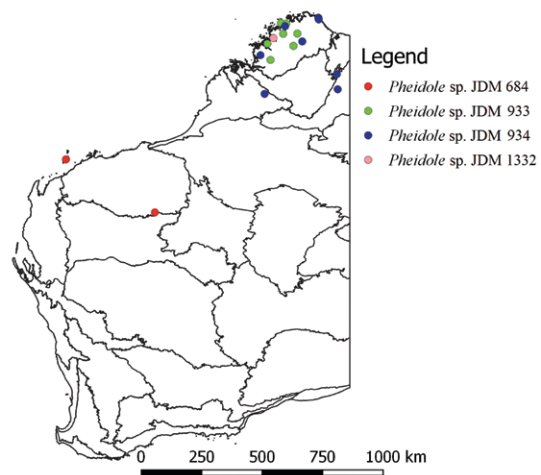 Legend
Pheidole sp. JDM 684
Pheidole sp. JDM 933
Pheidole sp. JDM 934
Pheidole sp. JDM 1332
0 250 500 750 1000 km